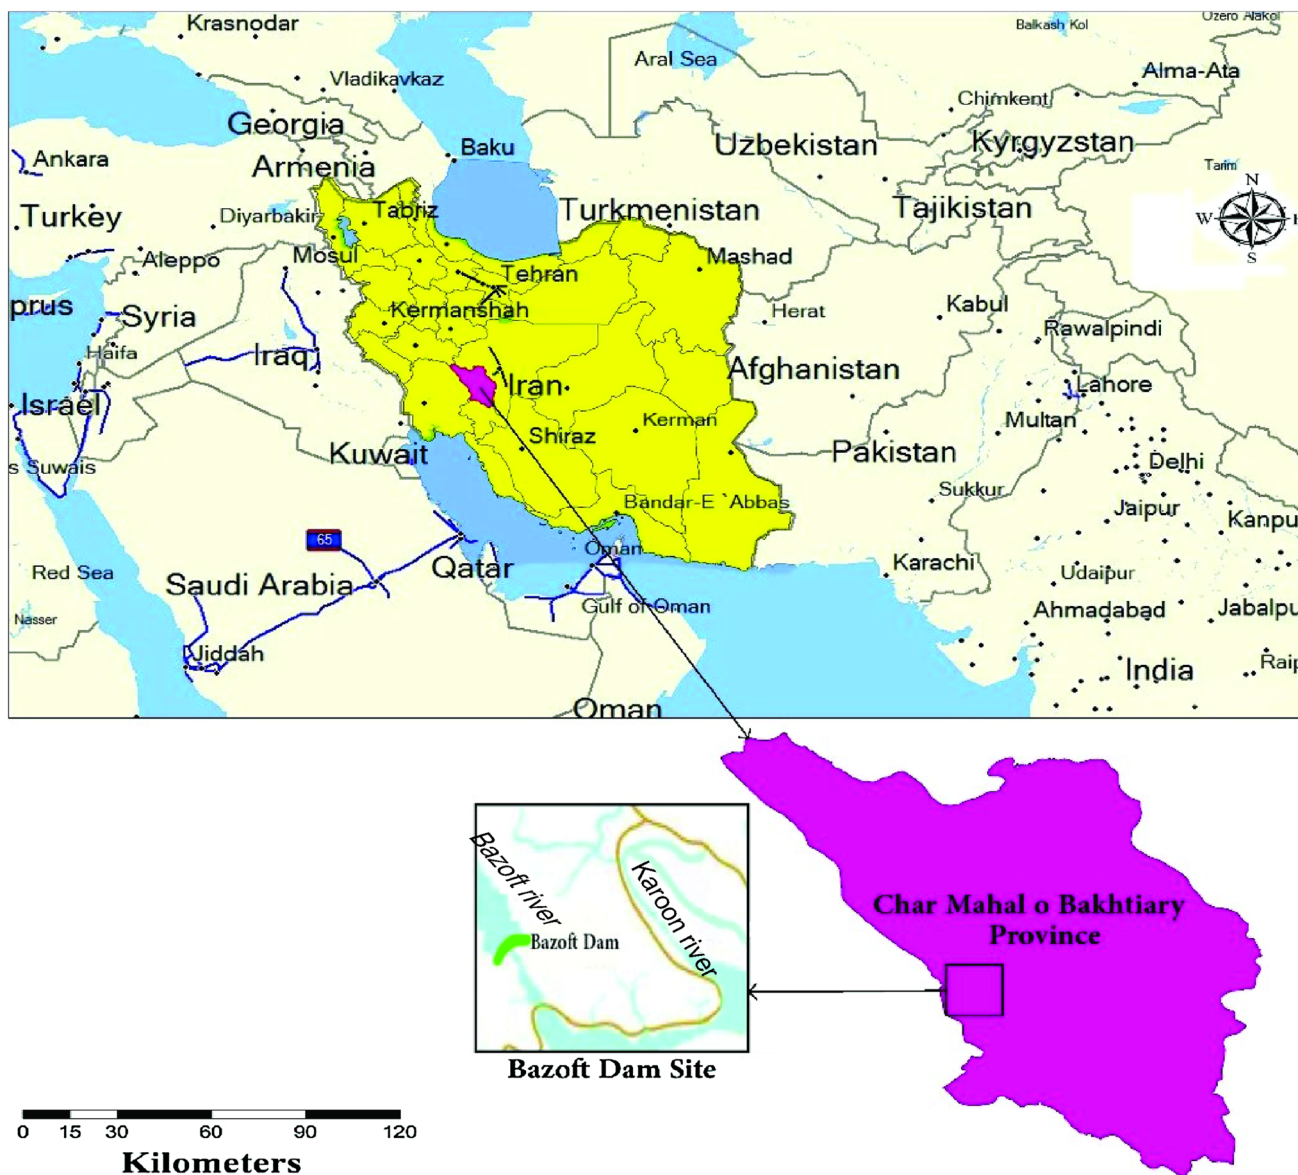 Krasnodar
Balkash Kol
Ozero Alakol
Aral Sea
Alma-Ata
Vladikavkaz
Chimkent
Georgia
Uzbekistan
Kyrgyzstan
Baku
Ankara
Armenia
Tarim
N
Turkey
Diyarbakir
Tabriz
Turkmenistan
Tajikistan
W
E
S
Mosul
Aleppo
Tehran
Mashad
prus
Syria
Kermanshah
Herat
Kabul
Rawalpindi
Haifa
Iraq
Iran
Afghanistan
Lahore
Israel
Multan
Kerman
Kuwait
Shiraz
Pakistan
Delhi
s Suwais
Bandar-E `Abbas
Sukkur
Jaipur
Kanpu
65
Oman
Karachi
Red Sea
Saudi Arabia
Qatar
Udaipur
Gulf of Oman
Ahmadabad
Jabalpu
Nasser
Jiddah
India
Raip
Oman
Bazoft river
Karoon river
Bazoft Dam
Char Mahal o Bakhtiary
Province
Bazoft Dam Site
0 15 30 60 90 120
Kilometers